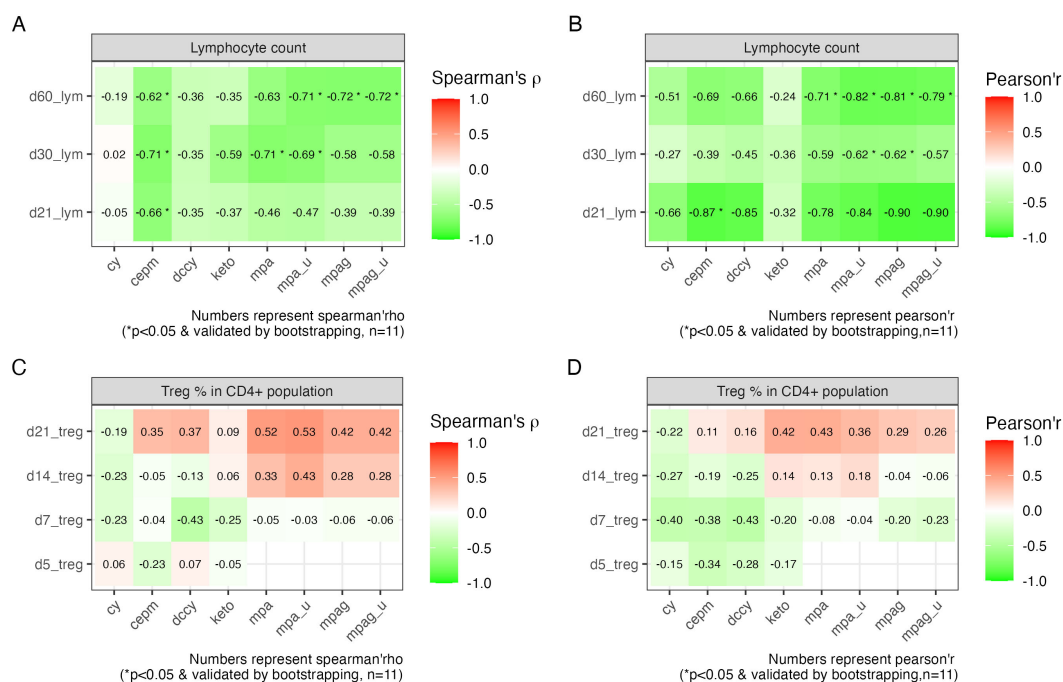 A
Lymphocyte count
d60_lym -0.19 -0.62 * -0.36 -0.35 -0.63 -0.71 * -0.72 * -0.72 *
d30_lym 0.02 -0.71 * -0.35 -0.59 -0.71 * -0.69 * -0.58 -0.58
d21_lym -0.05 -0.66 * -0.35 -0.37 -0.46 -0.47 -0.39 -0.39
cy cepm dccy keto mpa mpa_u mpag mpag_u
Numbers represent spearman'rho
(*p<0.05 & validated by bootstrapping, n=11)
Spearman's ρ
1.0
0.5
0.0
-0.5
-1.0
B
Lymphocyte count
d60_lym -0.51 -0.69 -0.66 -0.24 -0.71 * -0.82 * -0.81 * -0.79 *
d30_lym -0.27 -0.39 -0.45 -0.36 -0.59 -0.62 * -0.62 * -0.57
d21_lym -0.66 -0.87 * -0.85 -0.32 -0.78 -0.84 -0.90 -0.90
cy cepm dccy keto mpa mpa_u mpag mpag_u
Numbers represent pearson'r
(*p<0.05 & validated by bootstrapping,n=11)
Pearson'r
1.0
0.5
0.0
-0.5
-1.0
C
Treg % in CD4+ population
d21_treg -0.19 0.35 0.37 0.09 0.52 0.53 0.42 0.42
d14_treg -0.23 -0.05 -0.13 0.06 0.33 0.43 0.28 0.28
d7_treg -0.23 -0.04 -0.43 -0.25 -0.05 -0.03 -0.06 -0.06
d5_treg 0.06 -0.23 0.07 -0.05
cy cepm dccy keto mpa mpa_u mpag mpag_u
Numbers represent spearman'rho
(*p<0.05 & validated by bootstrapping, n=11)
Spearman's ρ
1.0
0.5
0.0
-0.5
-1.0
D
Treg % in CD4+ population
d21_treg -0.22 0.11 0.16 0.42 0.43 0.36 0.29 0.26
d14_treg -0.27 -0.19 -0.25 0.14 0.13 0.18 -0.04 -0.06
d7_treg -0.40 -0.38 -0.43 -0.20 -0.08 -0.04 -0.20 -0.23
d5_treg -0.15 -0.34 -0.28 -0.17
cy cepm dccy keto mpa mpa_u mpag mpag_u
Numbers represent pearson'r
(*p<0.05 & validated by bootstrapping,n=11)
Pearson'r
1.0
0.5
0.0
-0.5
-1.0